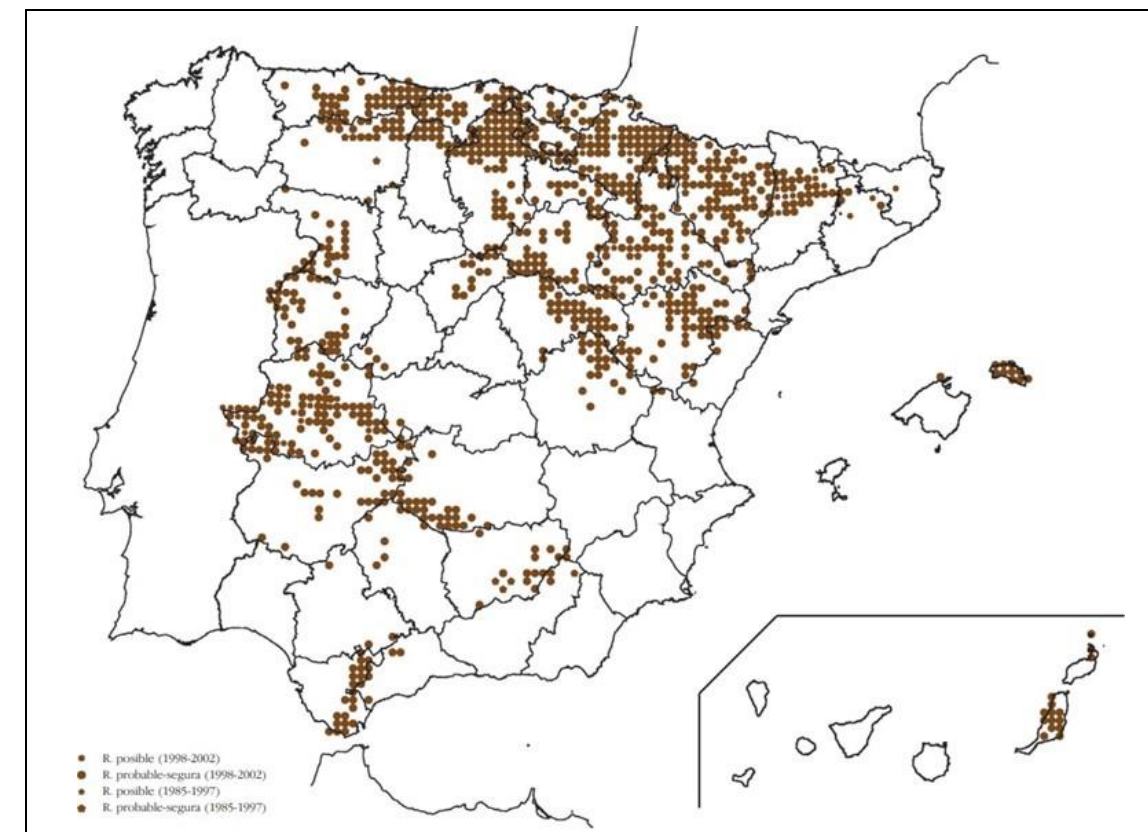 R. posible (1998-2002)
R. probable-segura (1998-2002)
R. posible (1985-1997)
R. probable-segura (1985-1997)